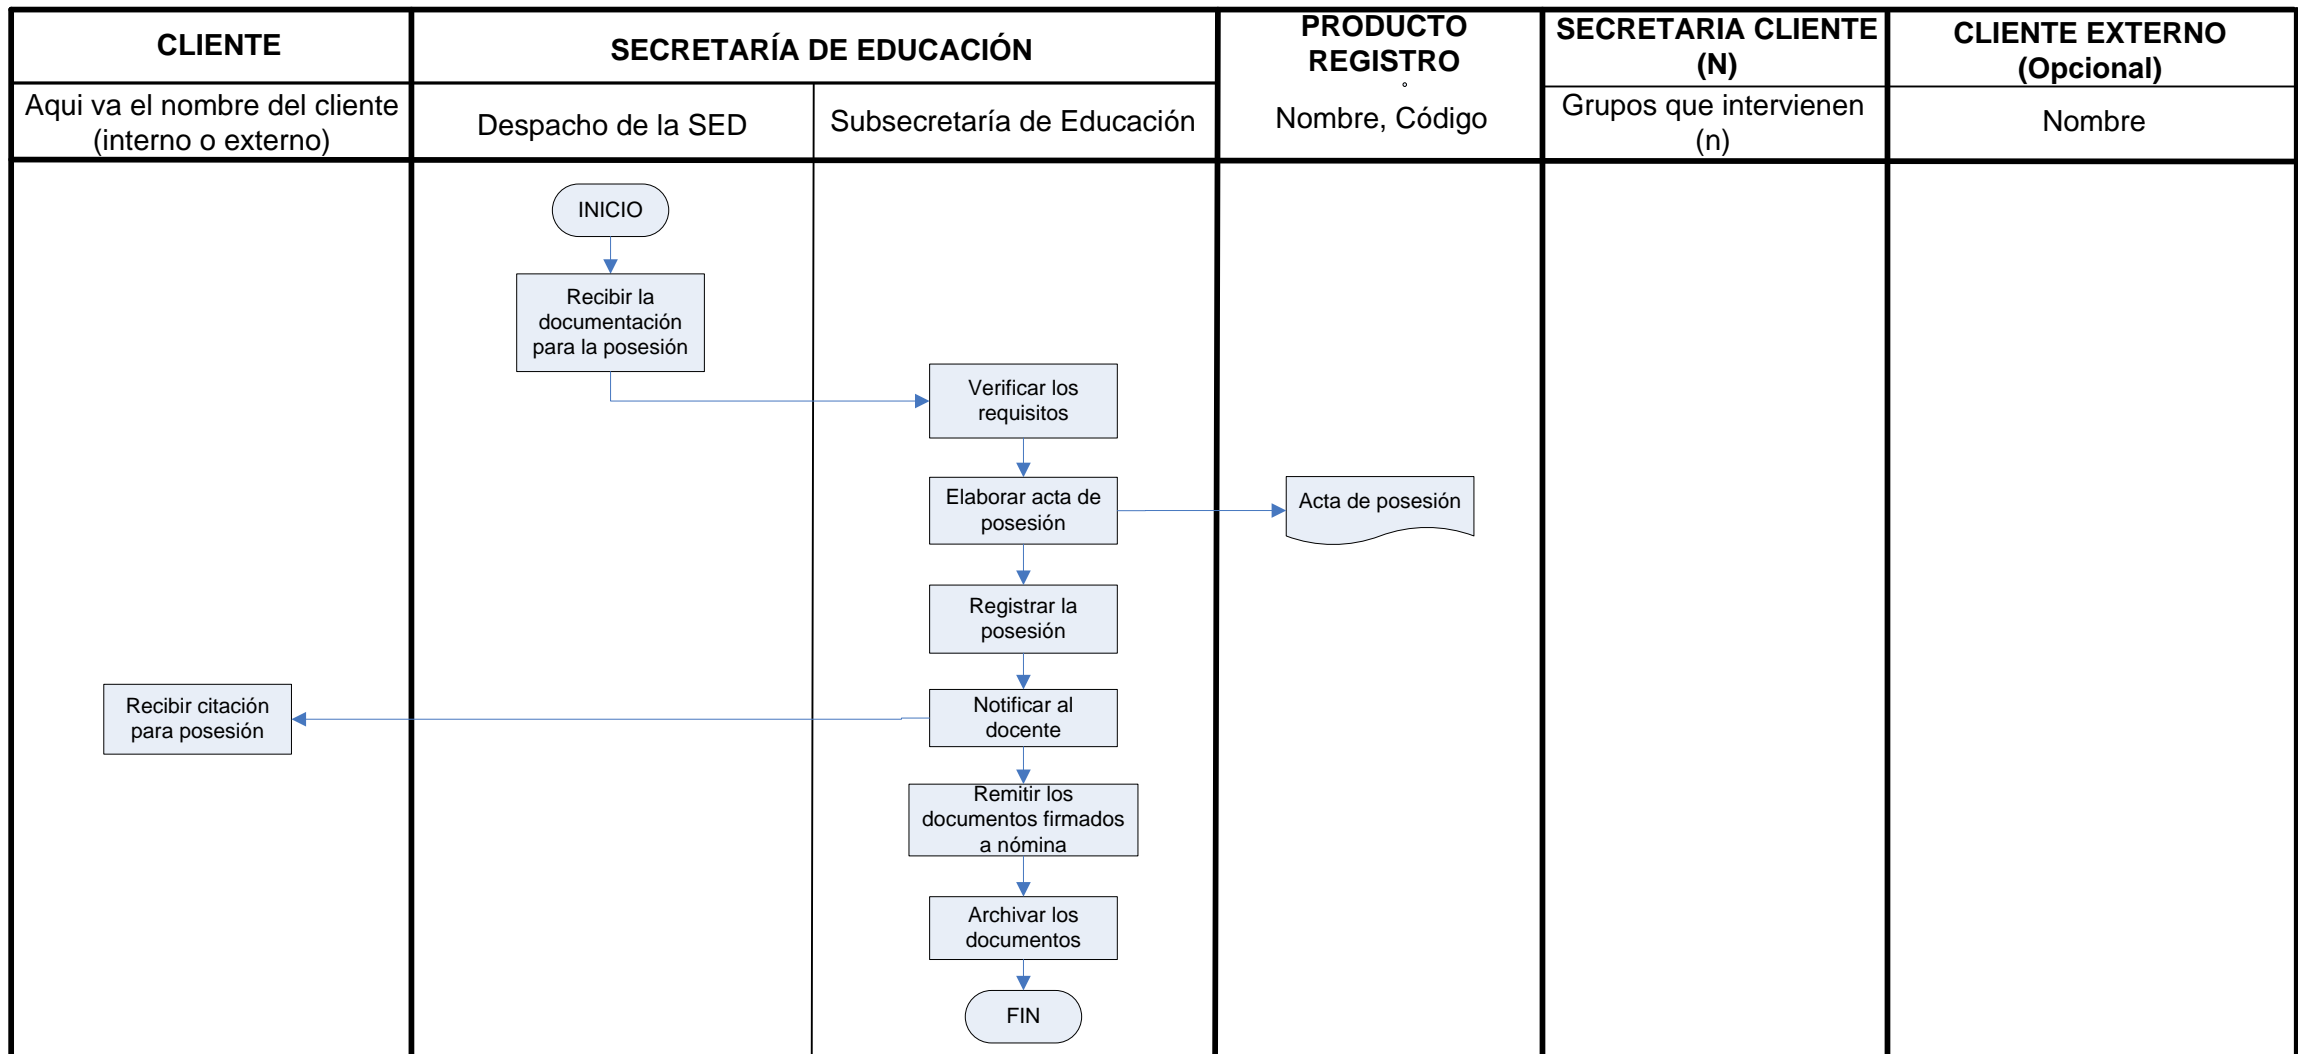 CLIENTE
SECRETARÍA DE EDUCACIÓN
PRODUCTO
REGISTRO
SECRETARIA CLIENTE
(N)
CLIENTE EXTERNO
(Opcional)
Aqui va el nombre del cliente
(interno o externo)
Despacho de la SED
Subsecretaría de Educación
Nombre, Código
Grupos que intervienen
(n)
Nombre
INICIO
Recibir la
documentación
para la posesión
Verificar los
requisitos
Elaborar acta de
posesión
Acta de posesión
Registrar la
posesión
Recibir citación
para posesión
Notificar al
docente
Remitir los
documentos firmados
a nómina
Archivar los
documentos
FIN